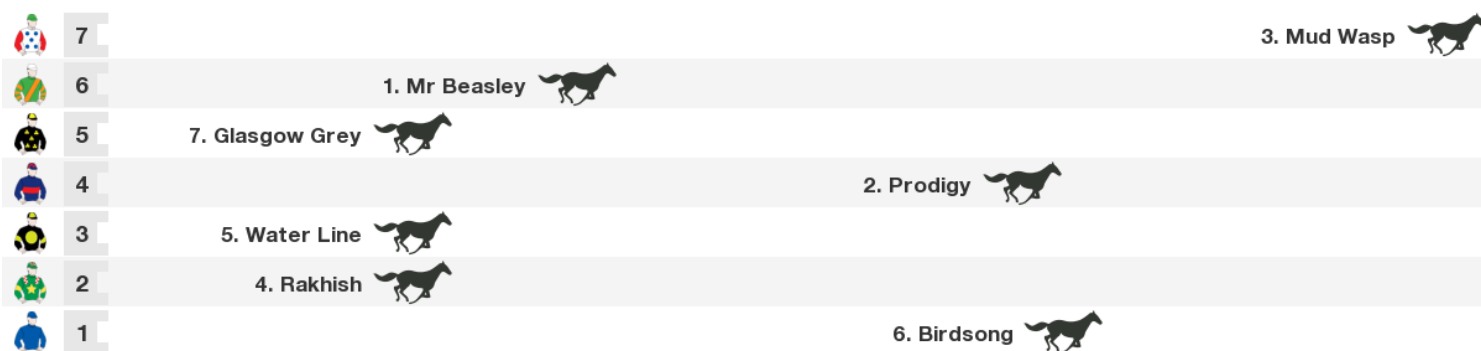 7 3. Mud Wasp
6 1. Mr Beasley
5 7. Glasgow Grey
4 2. Prodigy
3 5. Water Line
2 4. Rakhish
1 6. Birdsong